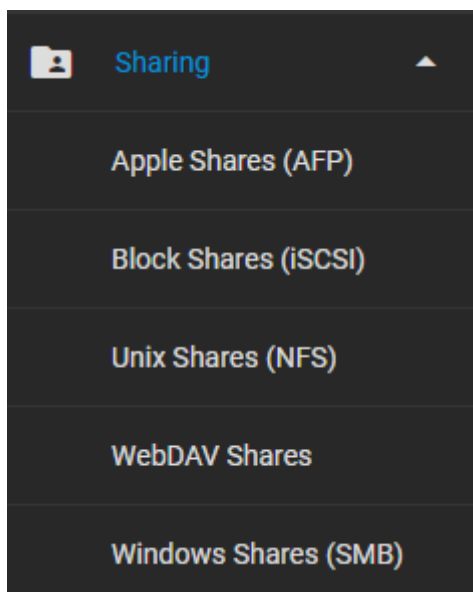 Sharing
Apple Shares (AFP)
Block Shares (iSCSI)
Unix Shares (NFS)
WebDAV Shares
Windows Shares (SMB)